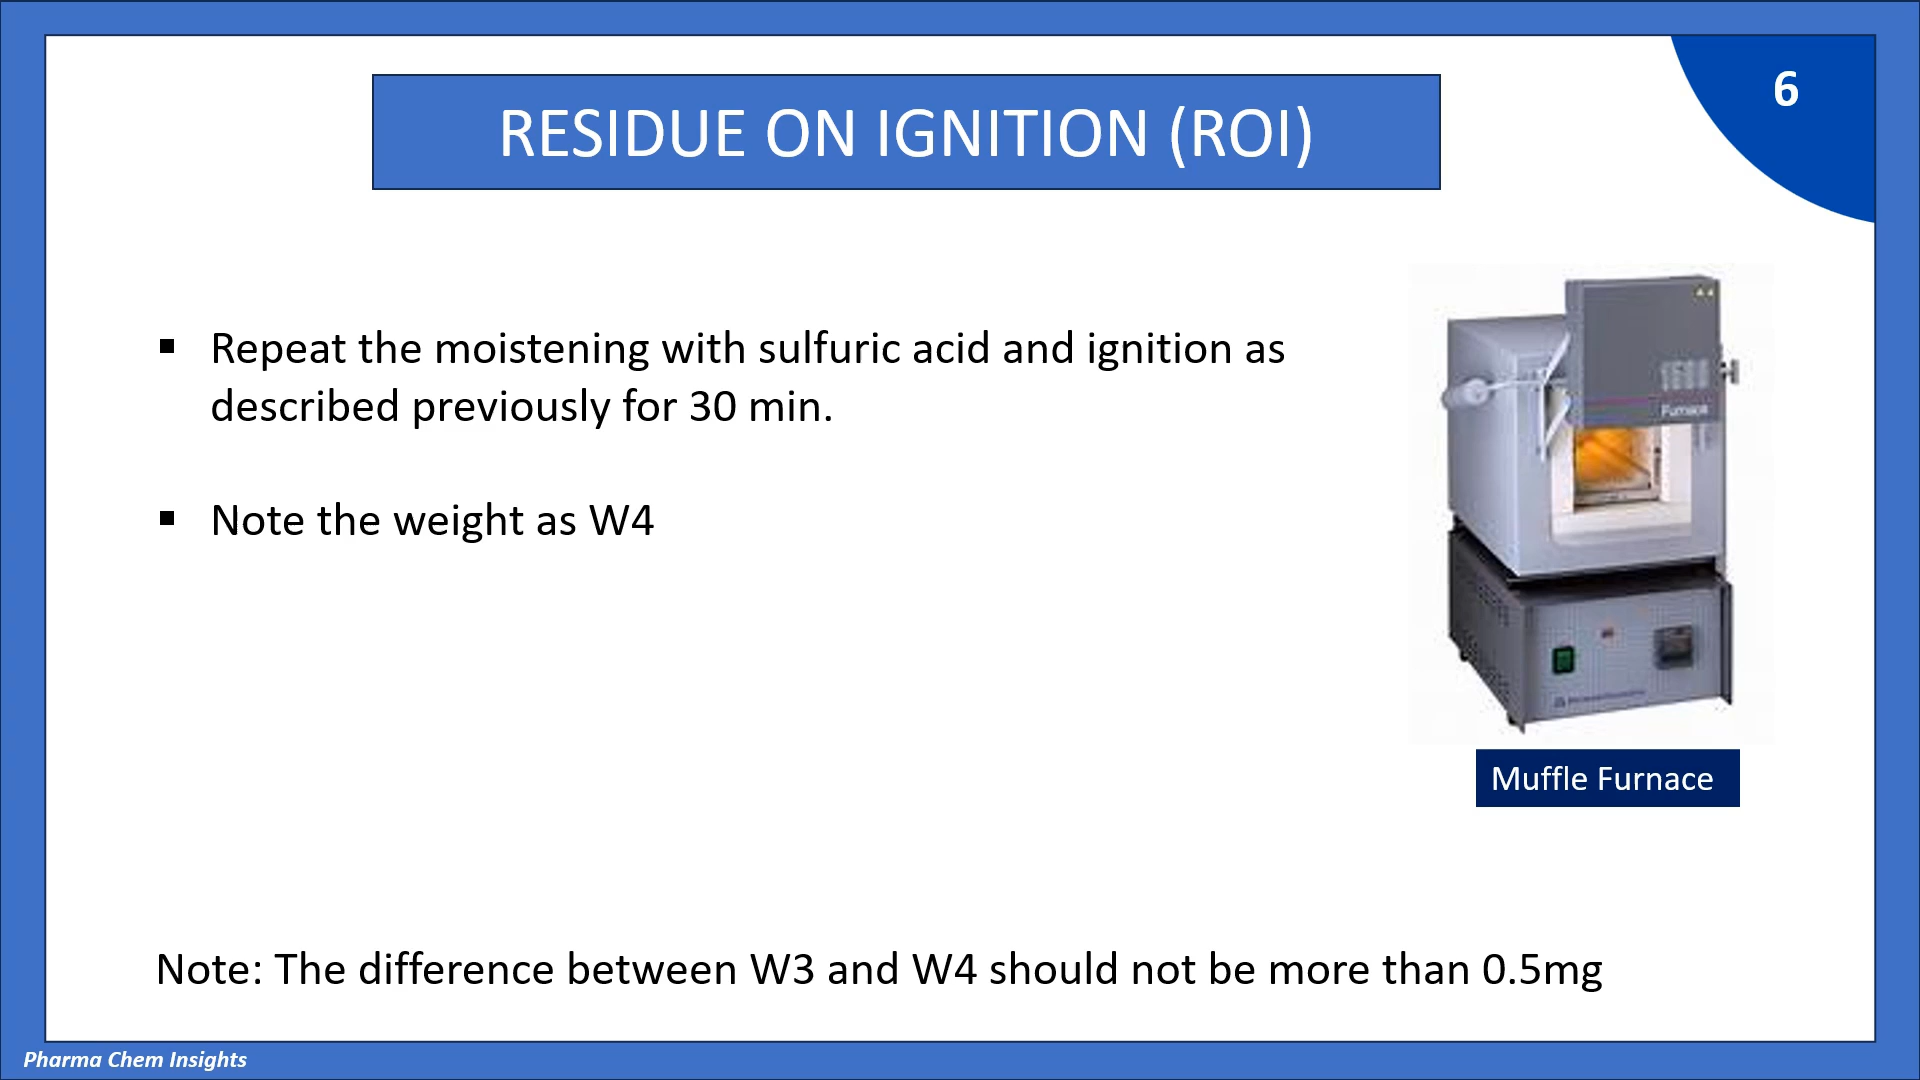 6
RESIDUE ON IGNITION (ROI)
▪ Repeat the moistening with sulfuric acid and ignition as
described previously for 30 min.
▪ Note the weight as W4
Furnace
Muffle Furnace
Note: The difference between W3 and W4 should not be more than 0.5mg
Pharma Chem Insights